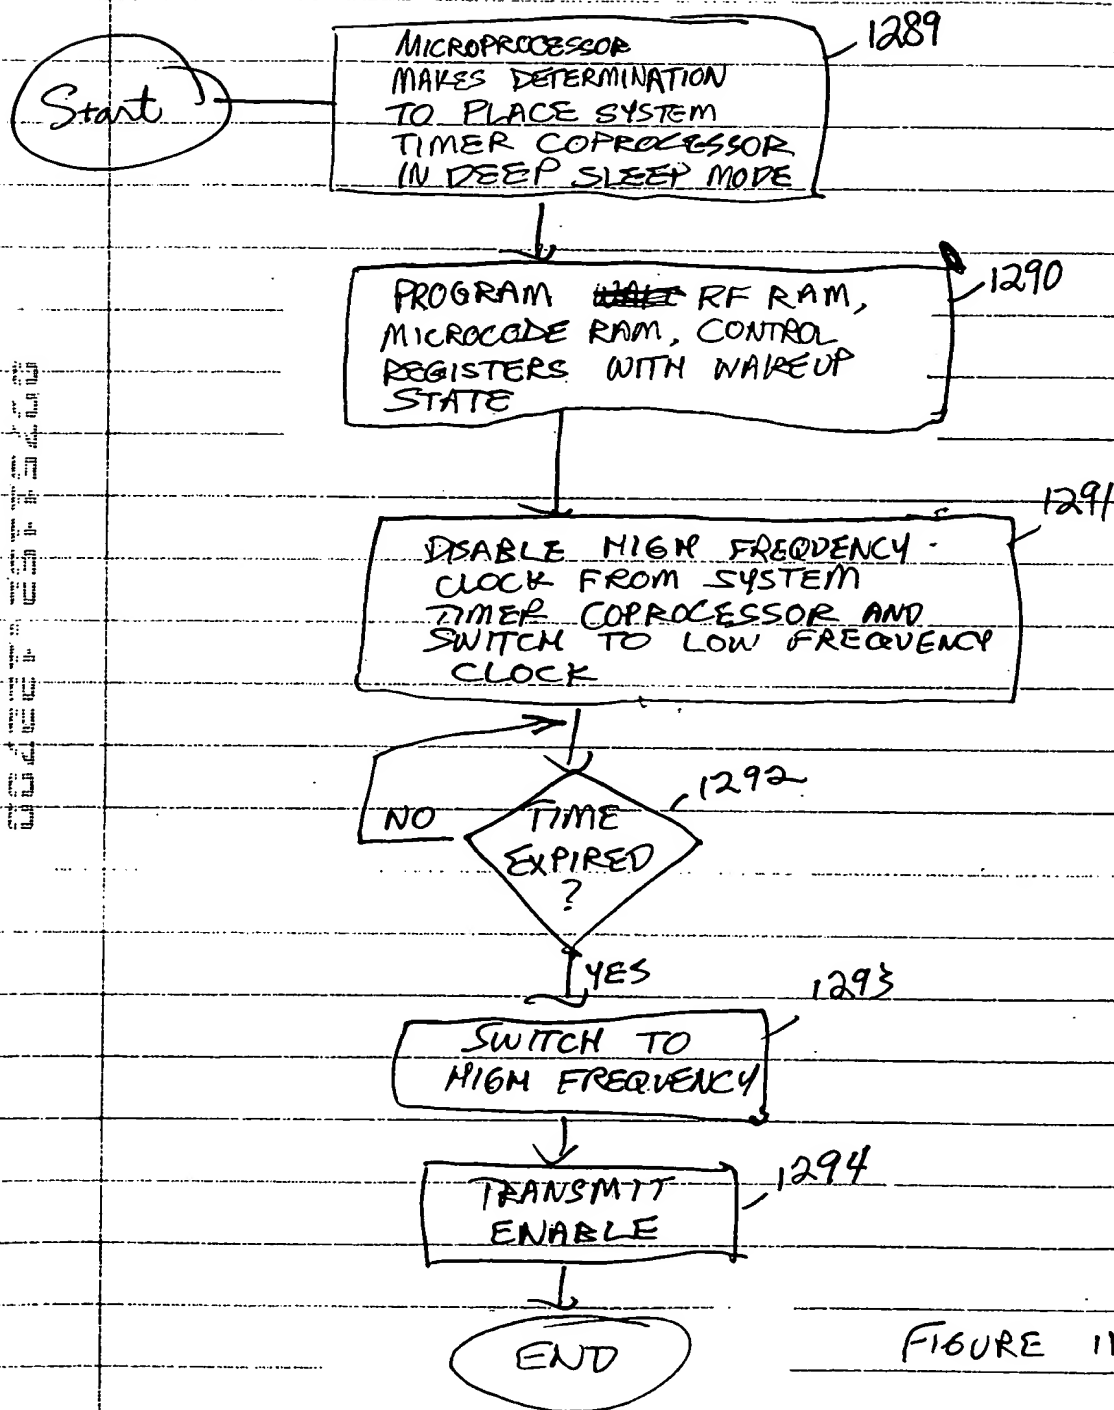 Start
MICROPROCESSOR
MAKES DETERMINATION
TO PLACE SYSTEM
TIMER COPROCESSOR
IN DEEP SLEEP MODE
1289
PROGRAM RF RAM,
MICROCODE RAM, CONTROL
REGISTERS WITH WAKEUP
STATE
1290
DISABLE HIGH FREQUENCY
CLOCK FROM SYSTEM
TIMER COPROCESSOR AND
SWITCH TO LOW FREQUENCY
CLOCK
1291
NO
TIME
EXPIRED
?
1292
YES
SWITCH TO
HIGH FREQUENCY
1293
TRANSMIT
ENABLE
1294
END
FIGURE